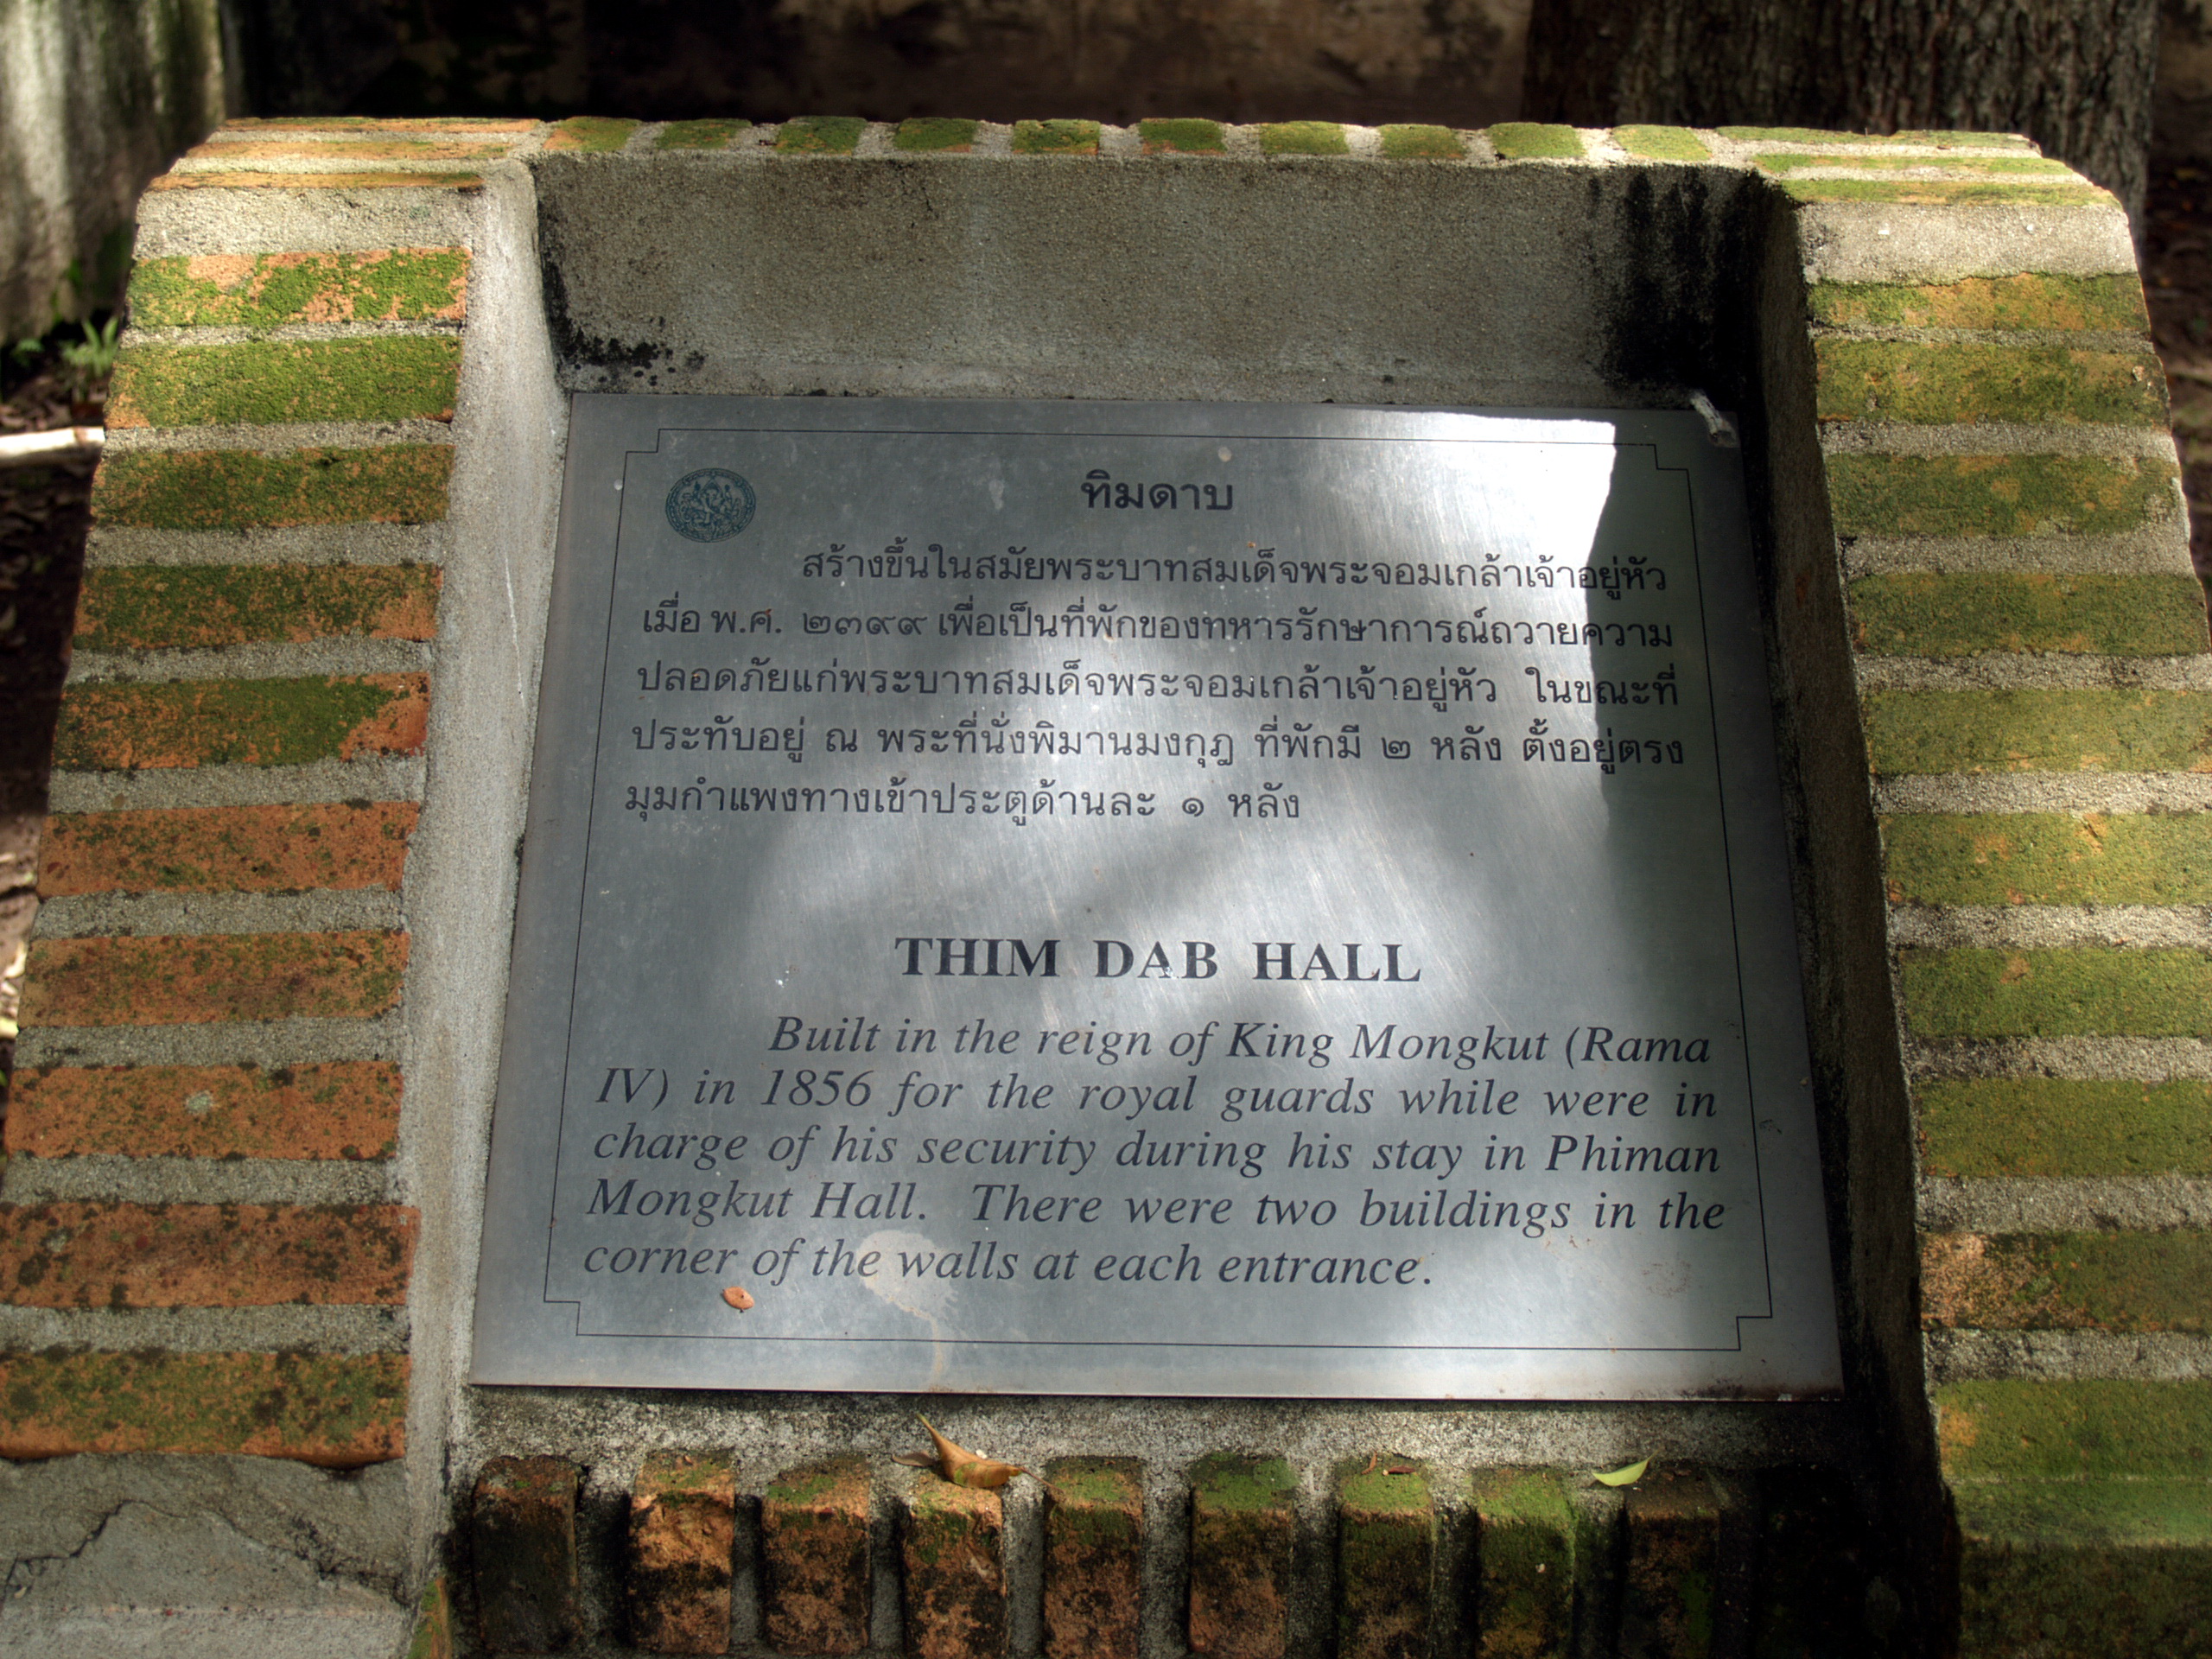 ทิมดาบ
สร้างขึ้นในสมัยพระบาทสมเด็จพระจอมเกล้าเจ้าอยู่หัว
เมื่อ พ.ศ. ๒๓๙๙ เพื่อเป็นที่พักของทหารรักษาการณ์ถวายความ
ปลอดภัยแก่พระบาทสมเด็จพระจอมเกล้าเจ้าอยู่หัว ในขณะที่
ประทับอยู่ ณ พระที่นั่งพิมานมงกุฎ ที่พักมี ๒ หลัง ตั้งอยู่ตรง
มุมกำแพงทางเข้าประตูด้านละ ๑ หลัง
THIM DAB HALL
Built in the reign of King Mongkut (Rama
IV) in 1856 for the royal guards while were in
charge of his security during his stay in Phiman
Mongkut Hall. There were two buildings in the
corner of the walls at each entrance.